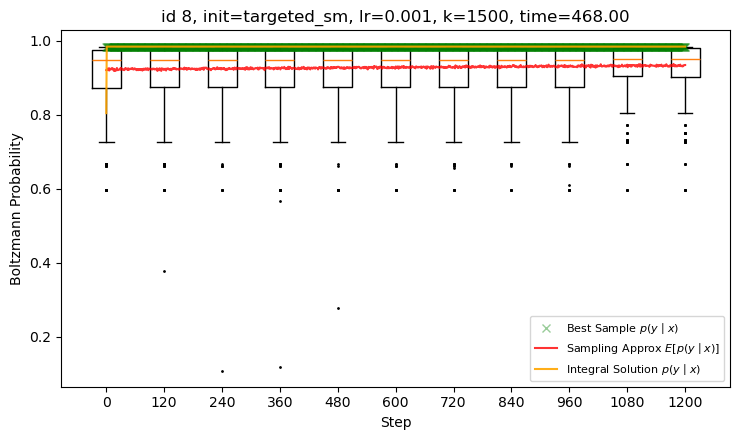 id 8, init=targeted_sm, lr=0.001, k=1500, time=468.00
Boltzmann Probability
1.0
0.8
0.6
0.4
0.2
0 120 240 360 480 600 720 840 960 1080 1200
Step
Best Sample p(y | x)
Sampling Approx E[p(y | x)]
Integral Solution p(y | x)